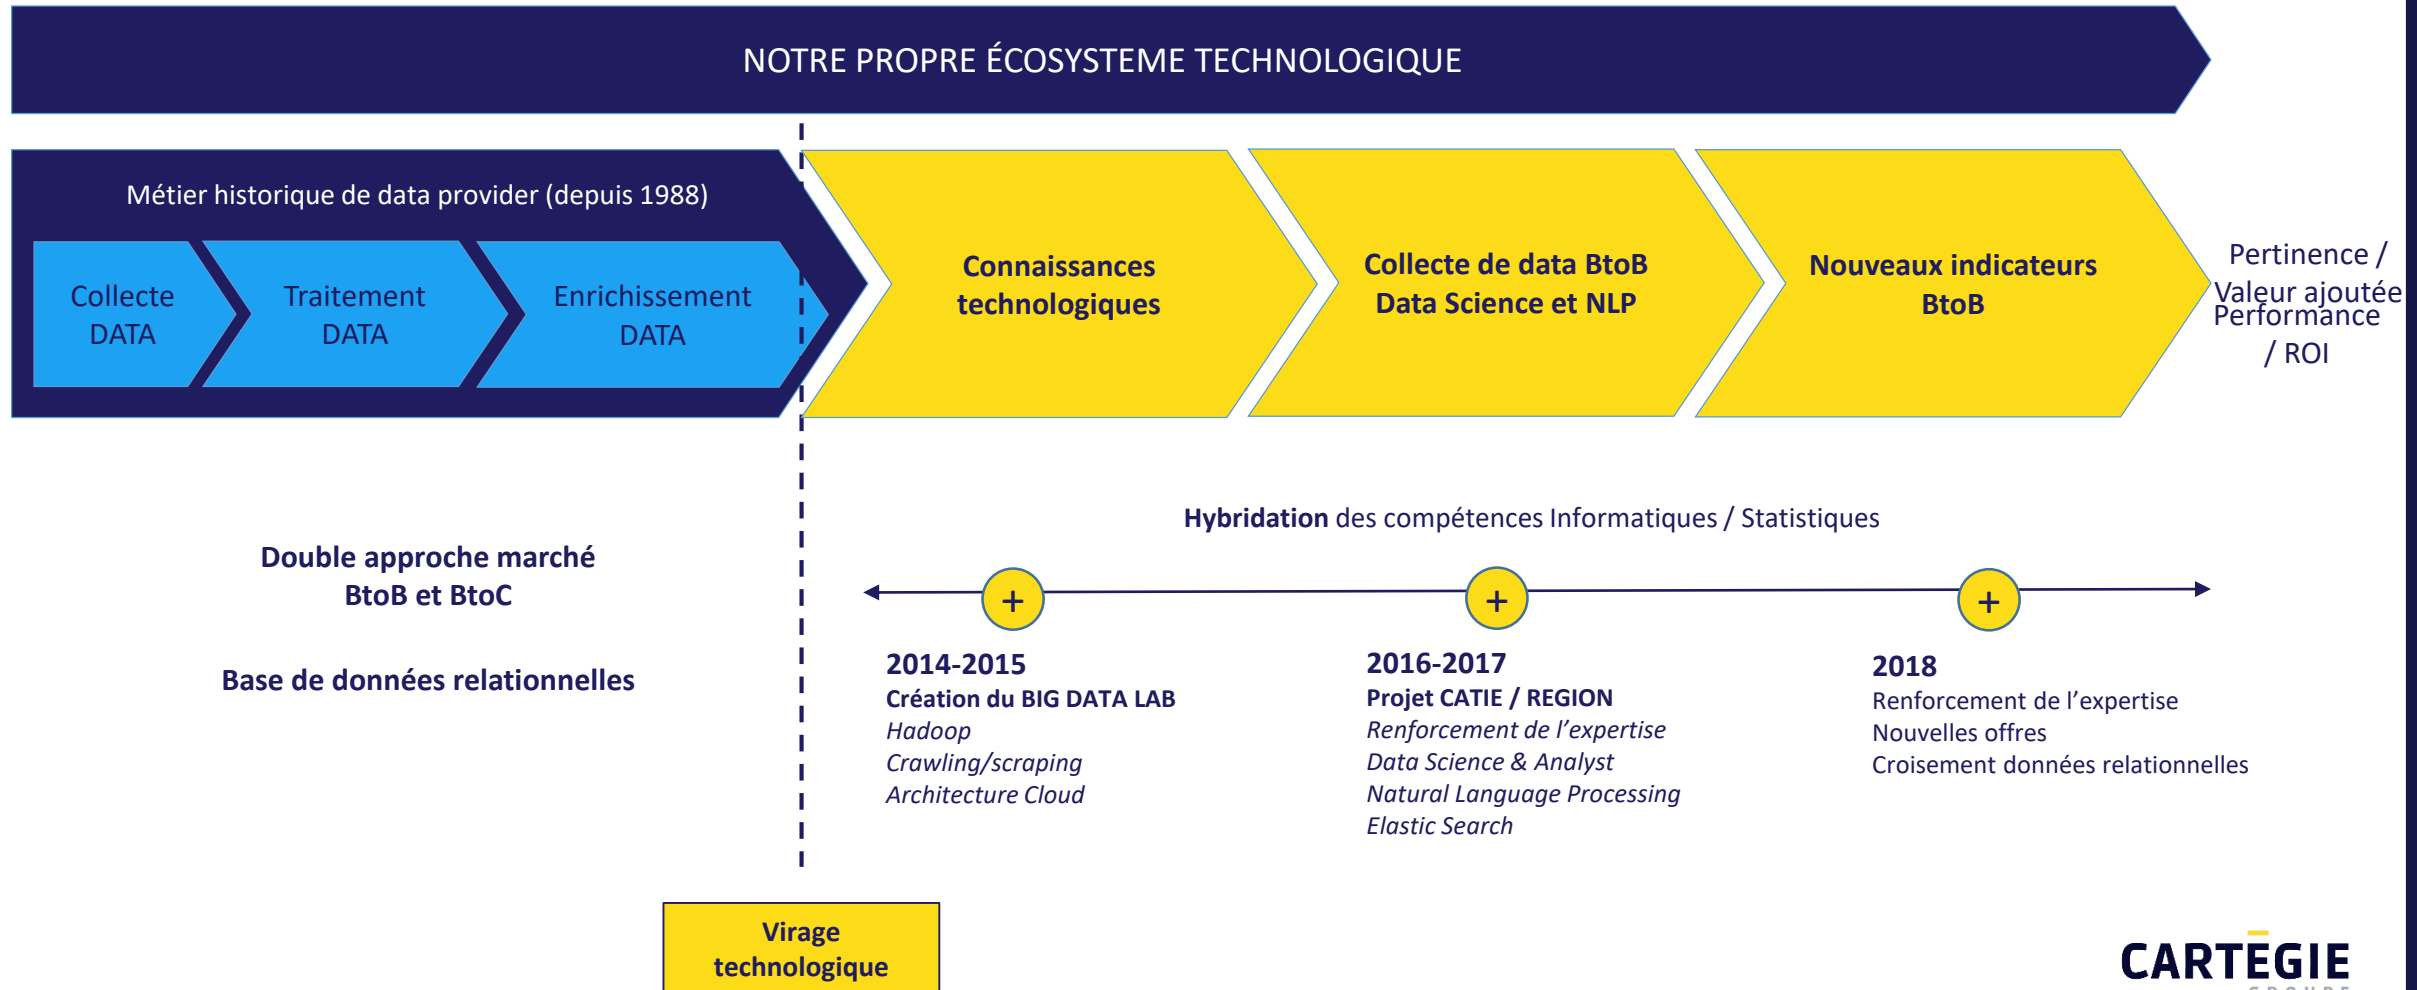 NOTRE PROPRE ÉCOSYSTEME TECHNOLOGIQUE
Métier historique de data provider (depuis 1988)
Collecte
DATA
Traitement
DATA
Enrichissement
DATA
Connaissances
technologiques
Collecte de data BtoB
Data Science et NLP
Nouveaux indicateurs
BtoB
Pertinence /
Valeur ajoutée
Performance
/ ROI
Double approche marché
BtoB et BtoC
Base de données relationnelles
Hybridation des compétences Informatiques / Statistiques
+
+
+
2014-2015
Création du BIG DATA LAB
Hadoop
Crawling/scraping
Architecture Cloud
2016-2017
Projet CATIE / REGION
Renforcement de l’expertise
Data Science & Analyst
Natural Language Processing
Elastic Search
2018
Renforcement de l’expertise
Nouvelles offres
Croisement données relationnelles
Virage
technologique
CARTĒGIE
GROUPE